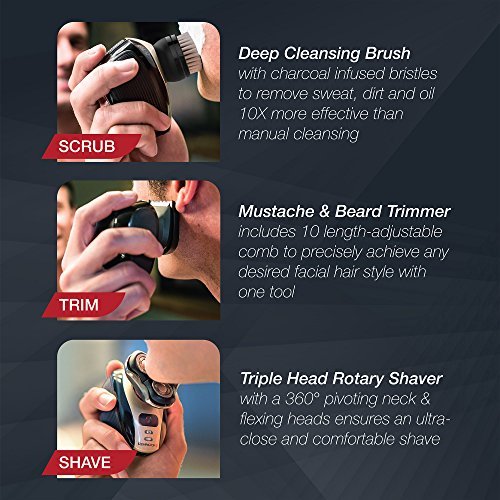 Deep Cleansing Brush
with charcoal infused bristles
to remove sweat, dirt and oil
10X more effective than
manual cleansing
SCRUB
Mustache & Beard Trimmer
includes 10 length-adjustable
comb to precisely achieve any
desired facial hair style with
one tool
TRIM
Triple Head Rotary Shaver
with a 360º pivoting neck &
flexing heads ensures an ultra-
close and comfortable shave
SHAVE